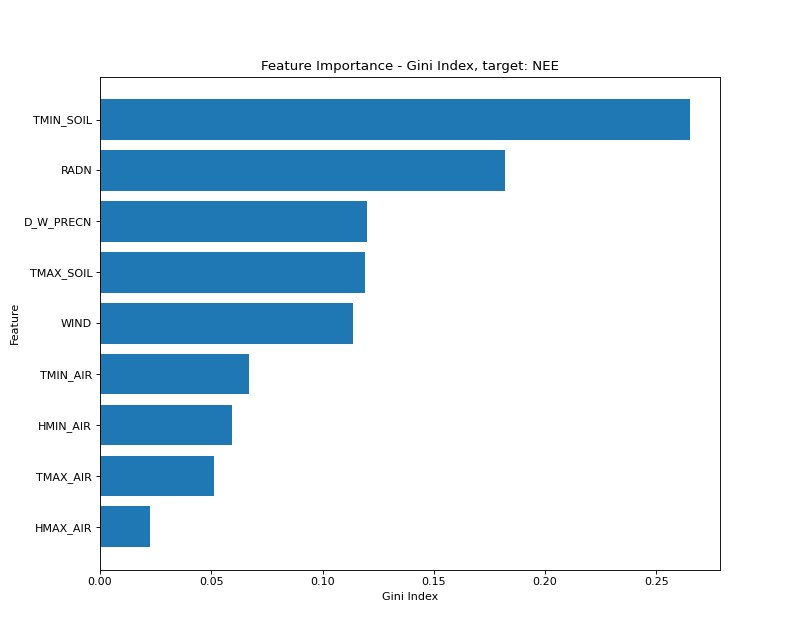 Feature Importance - Gini Index, target: NEE
TMIN_SOIL
RADN
D_W_PRECN
TMAX_SOIL
WIND
TMIN_AIR
HMIN_AIR
TMAX_AIR
HMAX_AIR
Feature
0.00 0.05 0.10 0.15 0.20 0.25
Gini Index